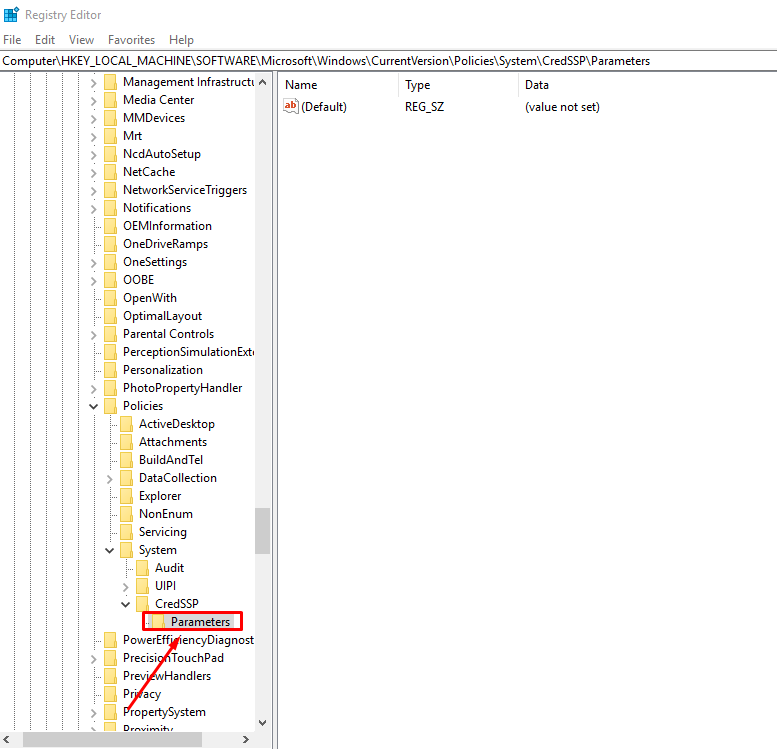 Registry Editor
File Edit View Favorites Help
Computer\HKEY_LOCAL_MACHINE\SOFTWARE\Microsoft\Windows\CurrentVersion\Policies\System\CredSSP\Parameters
Management Infrastructu
Media Center
MMDevices
Mrt
NcdAutoSetup
NetCache
NetworkServiceTriggers
Notifications
OEMInformation
OneDriveRamps
OneSettings
OOBE
OpenWith
OptimalLayout
Parental Controls
PerceptionSimulationExte
Personalization
PhotoPropertyHandler
Policies
ActiveDesktop
Attachments
BuildAndTel
DataCollection
Explorer
NonEnum
Servicing
System
Audit
UIPI
CredSSP
Parameters
PowerEfficiencyDiagnost
PrecisionTouchPad
PreviewHandlers
Privacy
PropertySystem
Proximity
Name Type Data
ab (Default) REG_SZ (value not set)